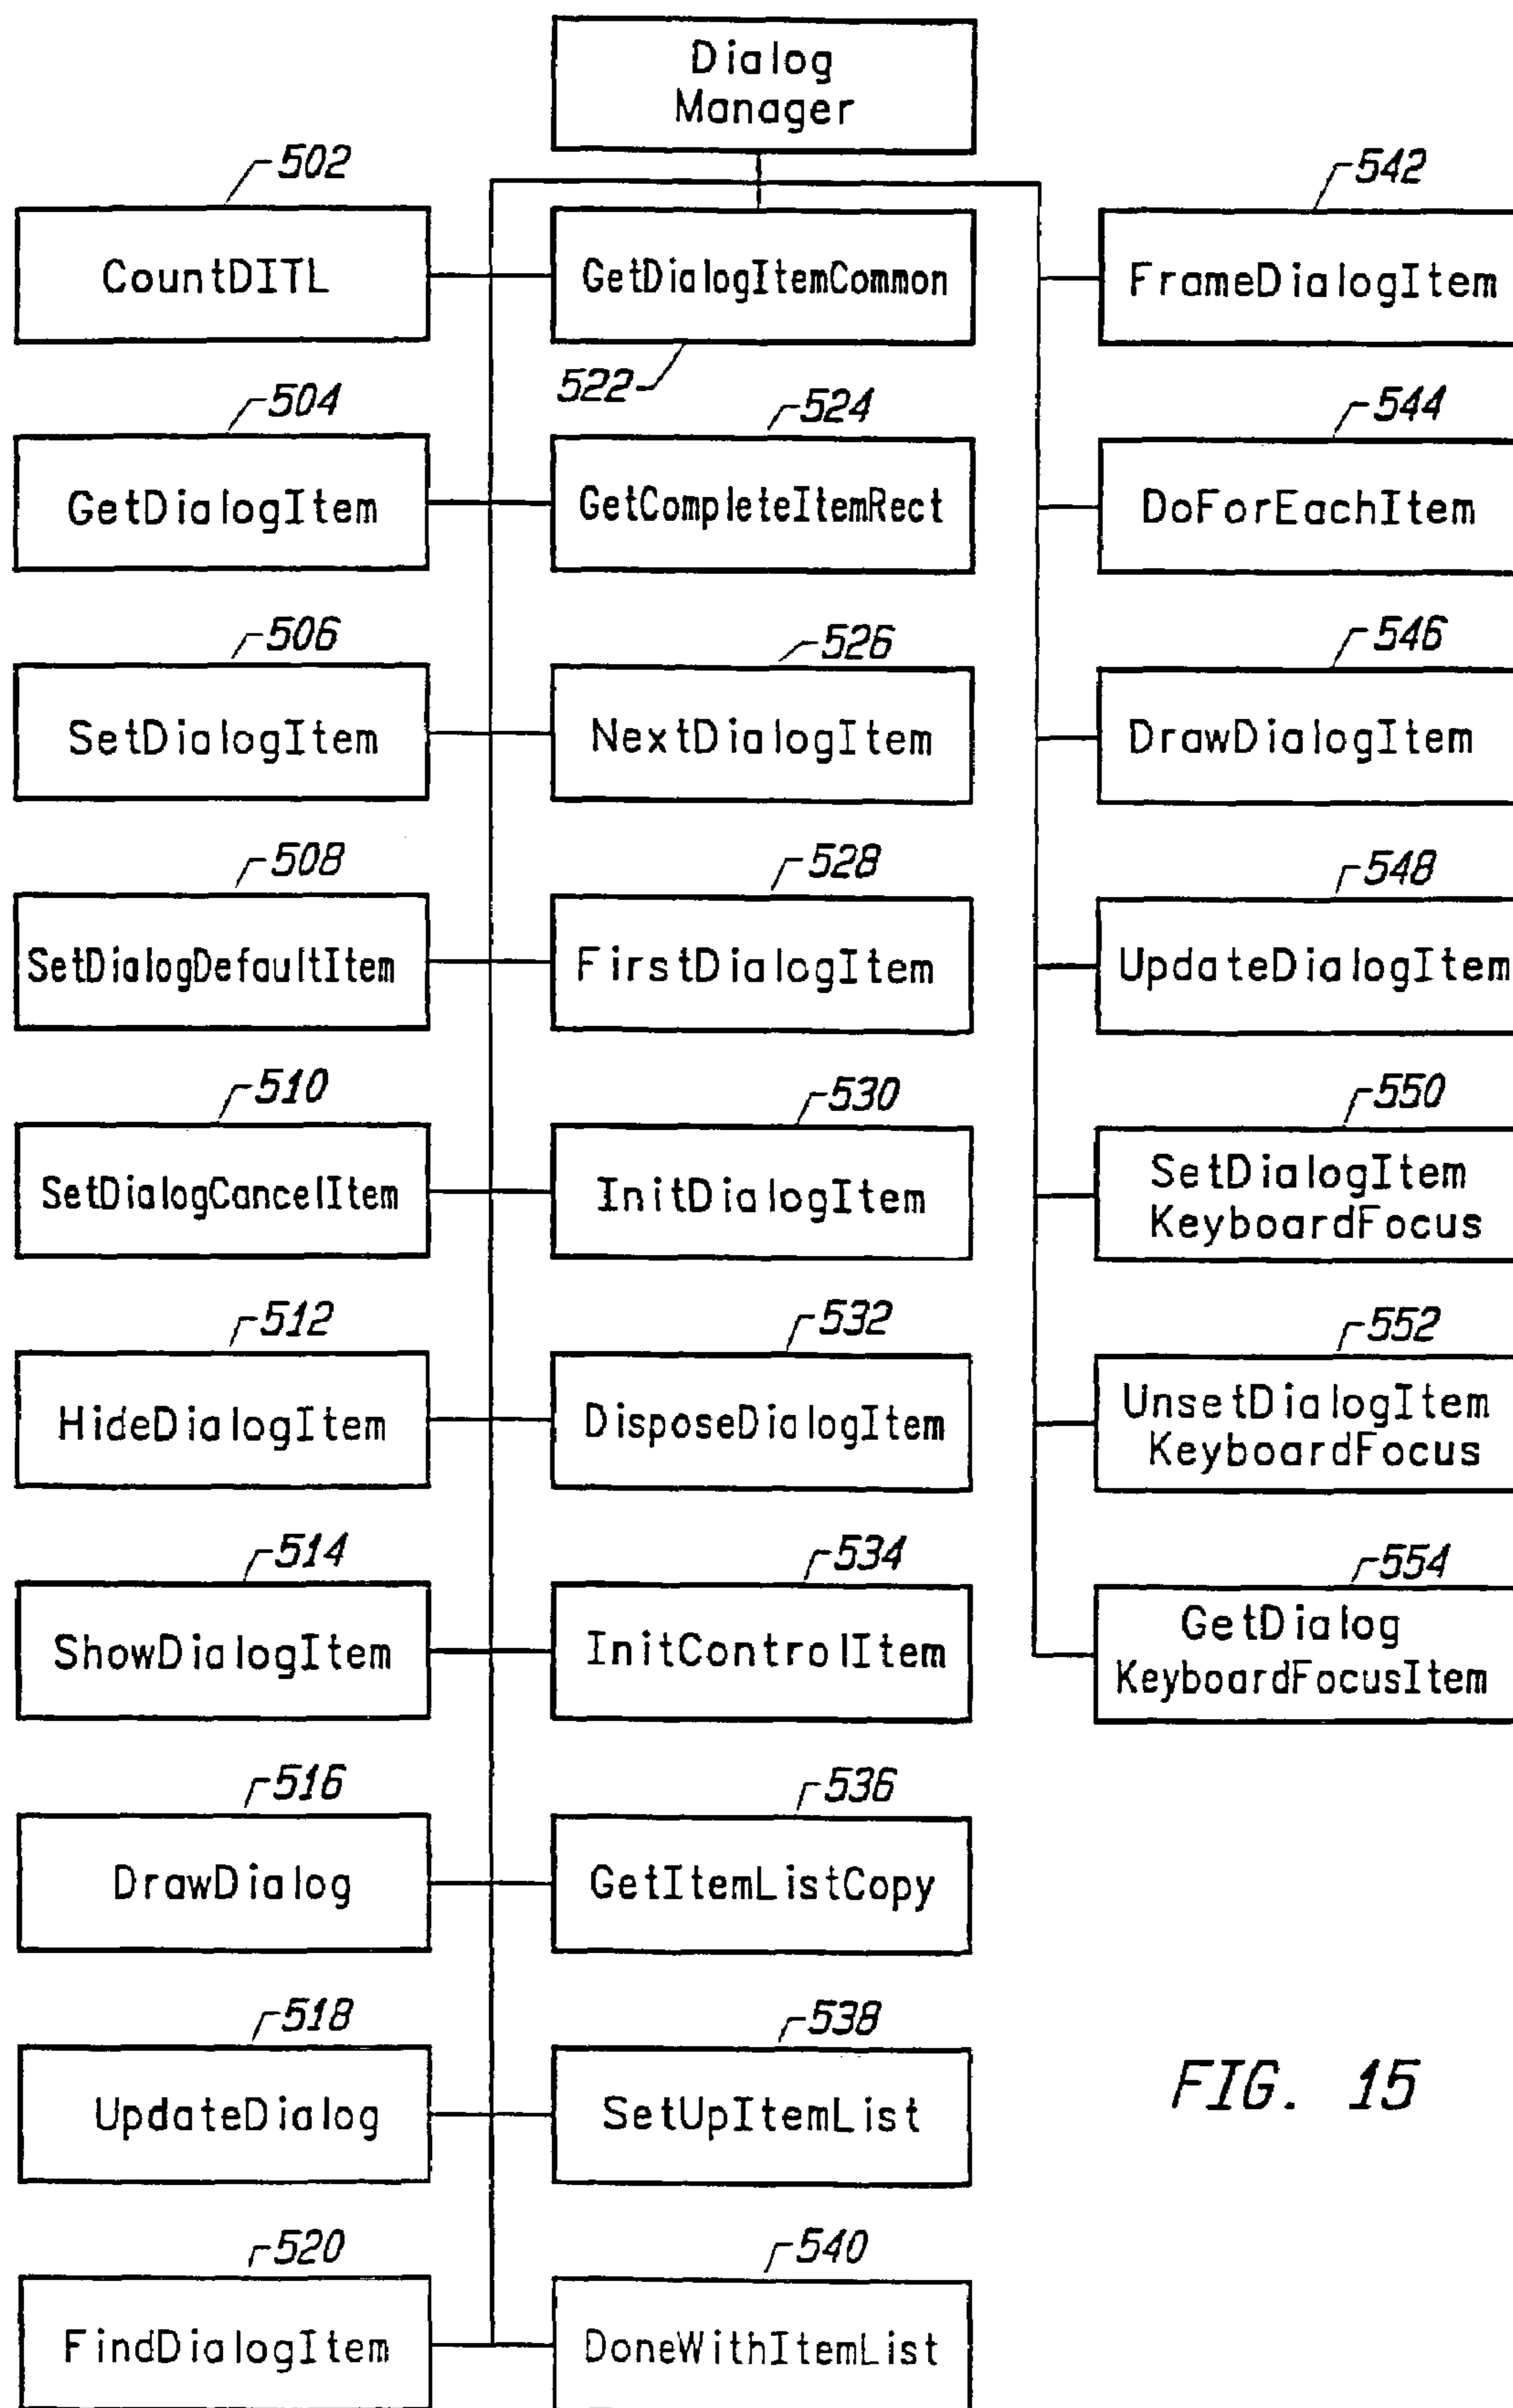 Dialog
Manager
502
CountDITL
GetDialogItemCommon
522
542
FrameDialogItem
504
GetDialogItem
524
GetCompleteItemRect
544
DoForEachItem
506
SetDialogItem
526
NextDialogItem
546
DrawDialogItem
508
SetDialogDefaultItem
528
FirstDialogItem
548
UpdateDialogItem
510
SetDialogCancelItem
530
InitDialogItem
550
SetDialogItem
KeyboardFocus
512
HideDialogItem
532
DisposeDialogItem
552
UnsetDialogItem
KeyboardFocus
514
ShowDialogItem
534
InitControlItem
554
GetDialog
KeyboardFocusItem
516
DrawDialog
536
GetItemListCopy
518
UpdateDialog
538
SetUpItemList
520
FindDialogItem
540
DoneWithItemList
FIG. 15